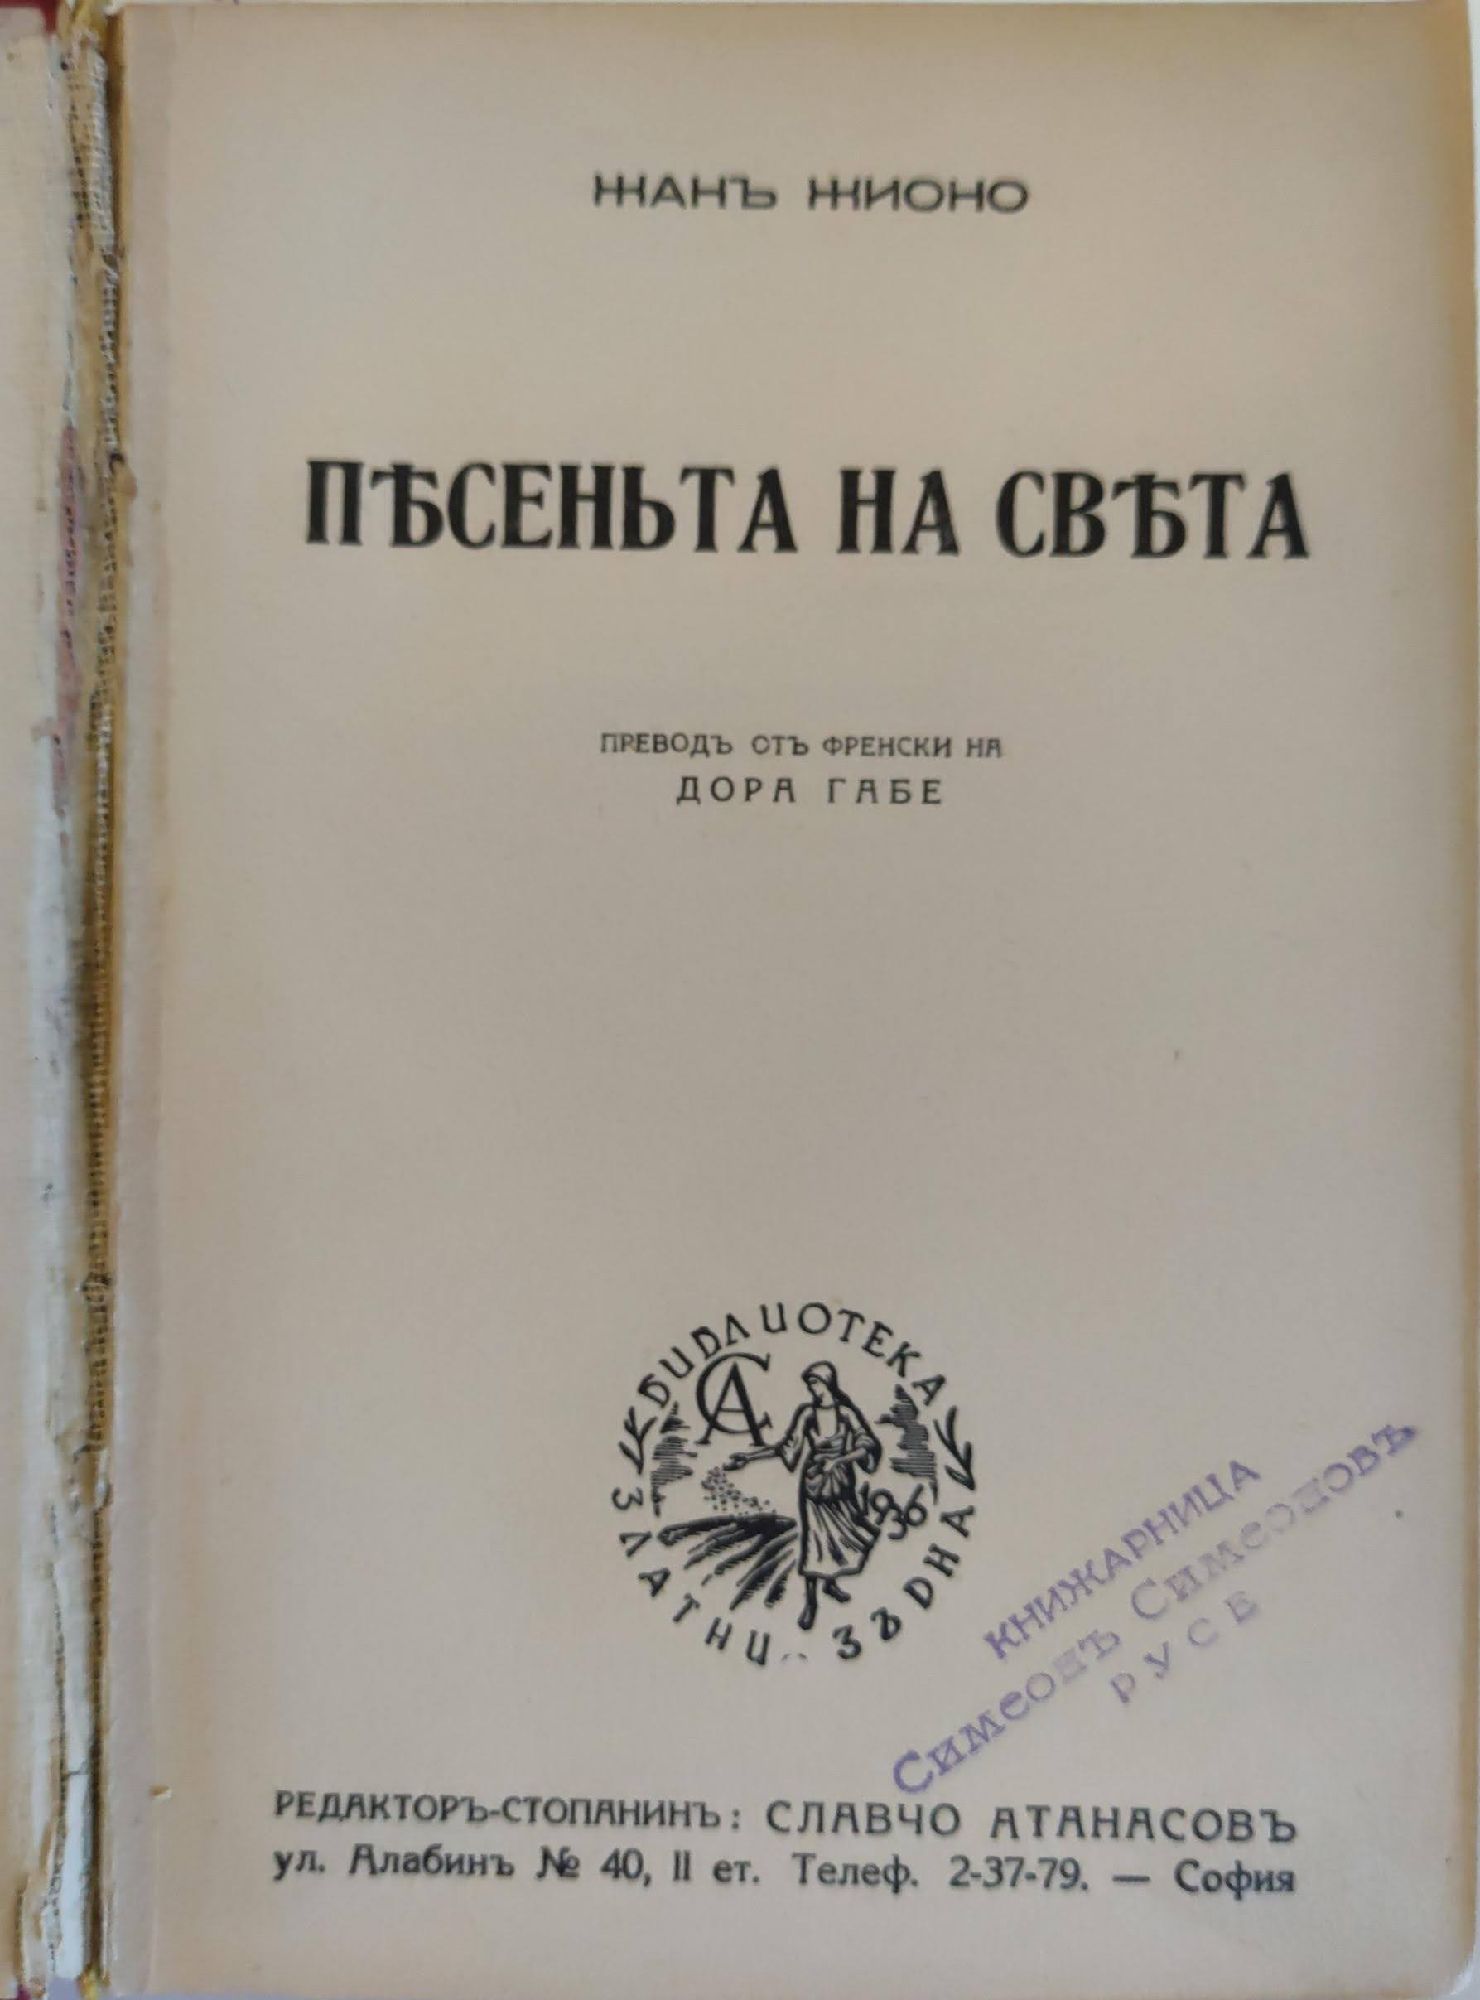 ЖАНЪ ЖИОНО
ПѢСЕНЬТА НА СВѢТА
ПРЕВОДЪ ОТЪ ФРЕНСКИ НА
ДОРА ГАБЕ
БИБЛИОТЕКА
СА
1936
ЗЛАТНИ ЗЪРНА
КНИЖАРНИЦА
Симеонъ Симеоновъ
РУСЕ
РЕДАКТОРЪ-СТОПАНИНЪ: СЛАВЧО АТАНАСОВЪ
ул. Алабинъ № 40, II ет. Телеф. 2-37-79. — София